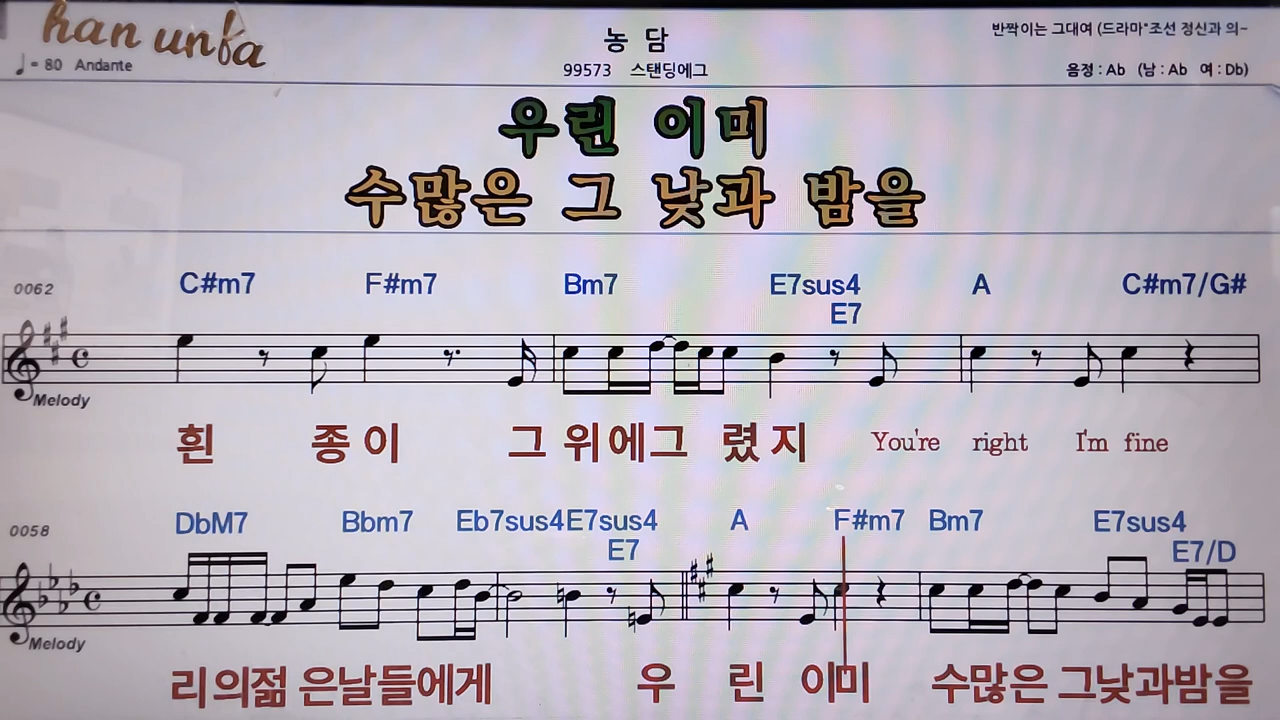 han unfa
농 담
반짝이는 그대여 (드라마"조선 정신과 의~
♩= 80 Andante
99573 스탠딩에그
음정 : Ab (남 : Ab 여 : Db)
우린 이미
수많은 그 낮과 밤을
C#m7 F#m7 Bm7 E7sus4 A C#m7/G#
E7
0062
Melody
흰 종이 그 위에그 렸지 You're right I'm fine
DbM7 Bbm7 Eb7sus4 E7sus4 A F#m7 Bm7 E7sus4
E7 E7/D
0058
Melody
리의젊 은날들에게 우 린 이미 수많은 그낮과밤을